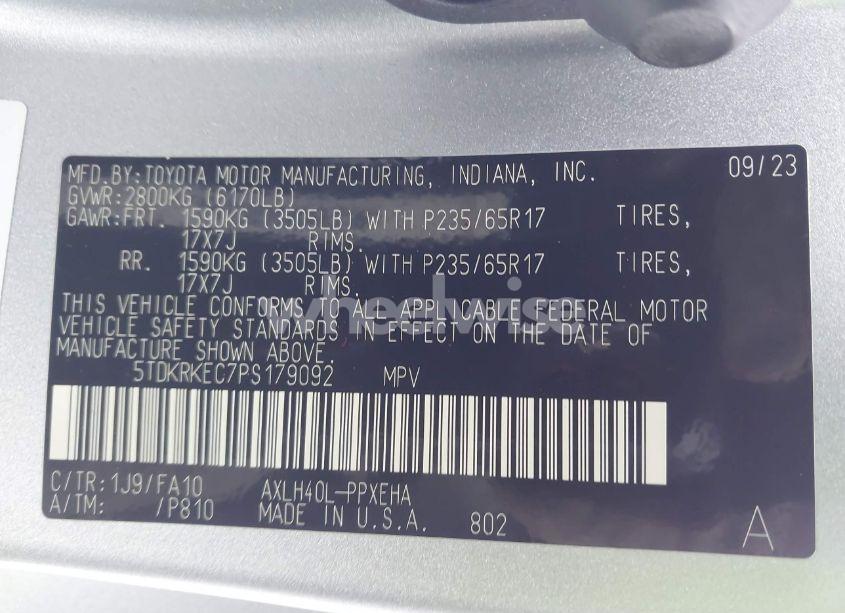 MFD.BY:TOYOTA MOTOR MANUFACTURING, INDIANA, INC. 09/23
GVWR:2800KG (6170LB)
GAWR:FRT. 1590KG (3505LB) WITH P235/65R17 TIRES,
17X7J RIMS.
RR. 1590KG (3505LB) WITH P235/65R17 TIRES,
17X7J RIMS.
THIS VEHICLE CONFORMS TO ALL APPLICABLE FEDERAL MOTOR
VEHICLE SAFETY STANDARDS IN EFFECT ON THE DATE OF
MANUFACTURE SHOWN ABOVE.
5TDKRKEC7PS179092 MPV
C/TR:1J9/FA10 AXLH40L-PPXEHA
A/TM: /P810 MADE IN U.S.A. 802 A
wheelwise